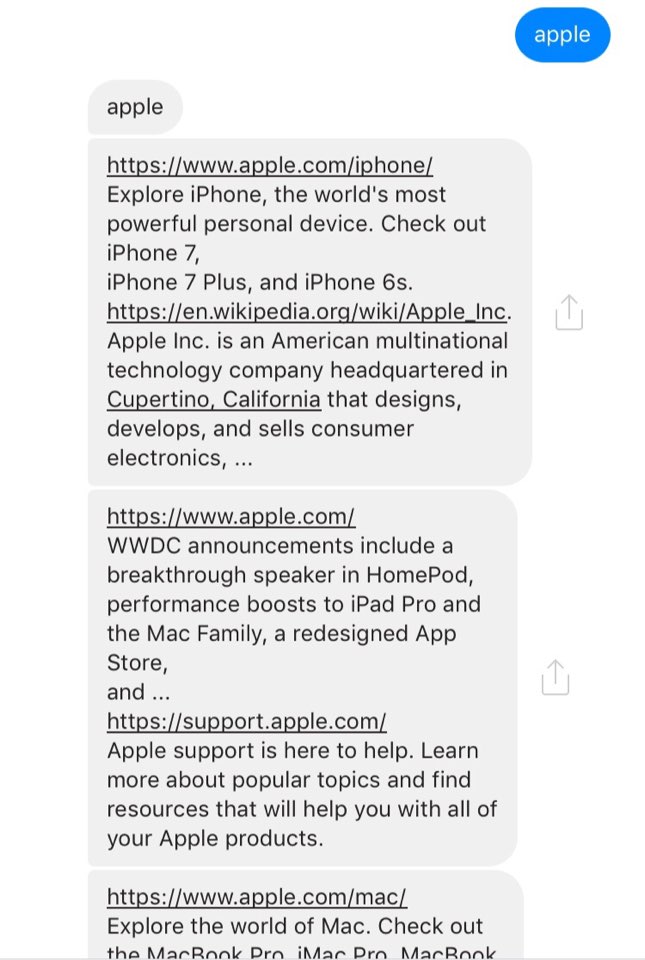 apple
apple
https://www.apple.com/iphone/
Explore iPhone, the world's most
powerful personal device. Check out
iPhone 7,
iPhone 7 Plus, and iPhone 6s.
https://en.wikipedia.org/wiki/Apple_Inc.
Apple Inc. is an American multinational
technology company headquartered in
Cupertino, California that designs,
develops, and sells consumer
electronics, ...
https://www.apple.com/
WWDC announcements include a
breakthrough speaker in HomePod,
performance boosts to iPad Pro and
the Mac Family, a redesigned App
Store,
and ...
https://support.apple.com/
Apple support is here to help. Learn
more about popular topics and find
resources that will help you with all of
your Apple products.
https://www.apple.com/mac/
Explore the world of Mac. Check out
the MacBook Pro, iMac Pro, MacBook